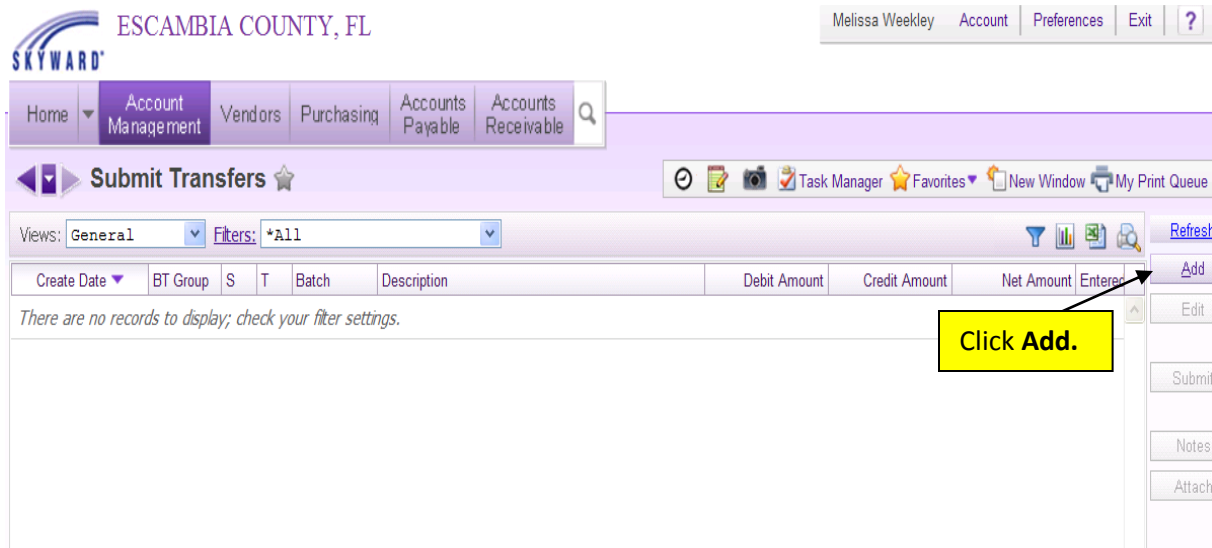 ESCAMBIA COUNTY, FL
SKYWARD
Melissa Weekley Account Preferences Exit ?
Home Account Management Vendors Purchasing Accounts Payable Accounts Receivable
Submit Transfers
Task Manager Favorites New Window My Print Queue
Views: General Filters: *All
Refresh
Create Date BT Group S T Batch Description Debit Amount Credit Amount Net Amount Entered
Add
There are no records to display; check your filter settings.
Edit
Click Add.
Submit
Notes
Attach